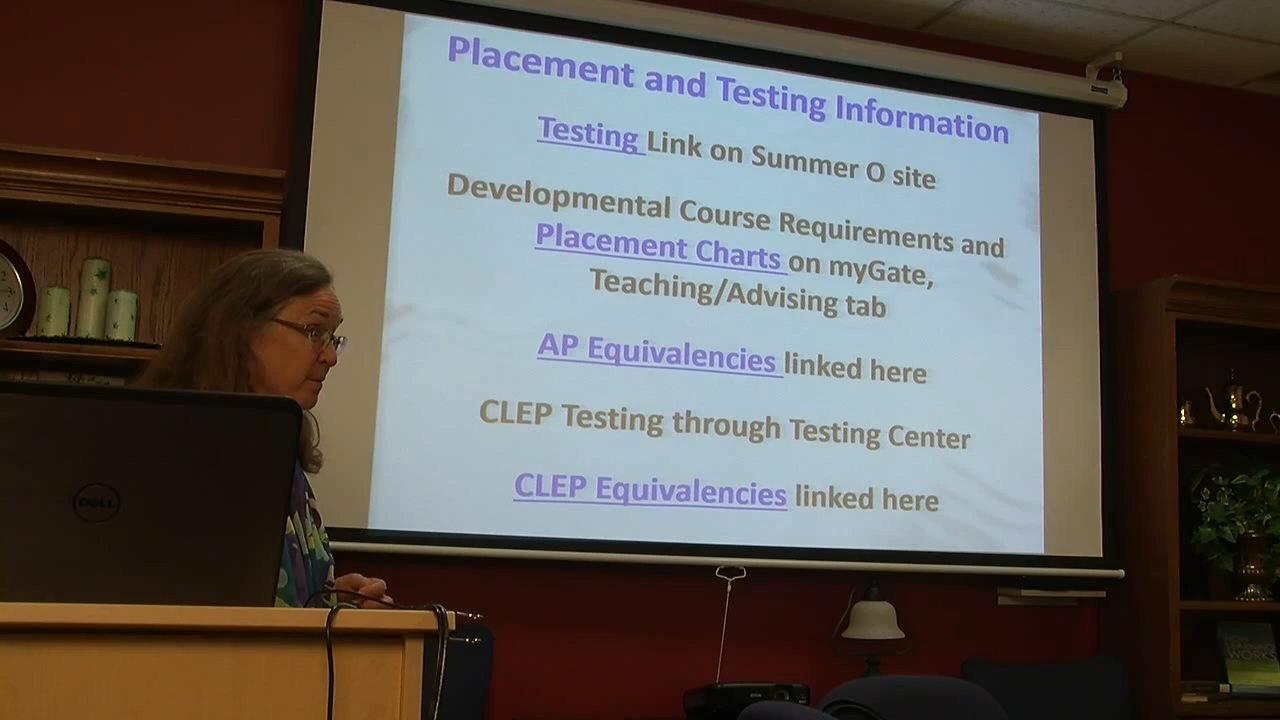 Placement and Testing Information
Testing Link on Summer O site
Developmental Course Requirements and
Placement Charts on myGate,
Teaching/Advising tab
AP Equivalencies linked here
CLEP Testing through Testing Center
CLEP Equivalencies linked here
DELL